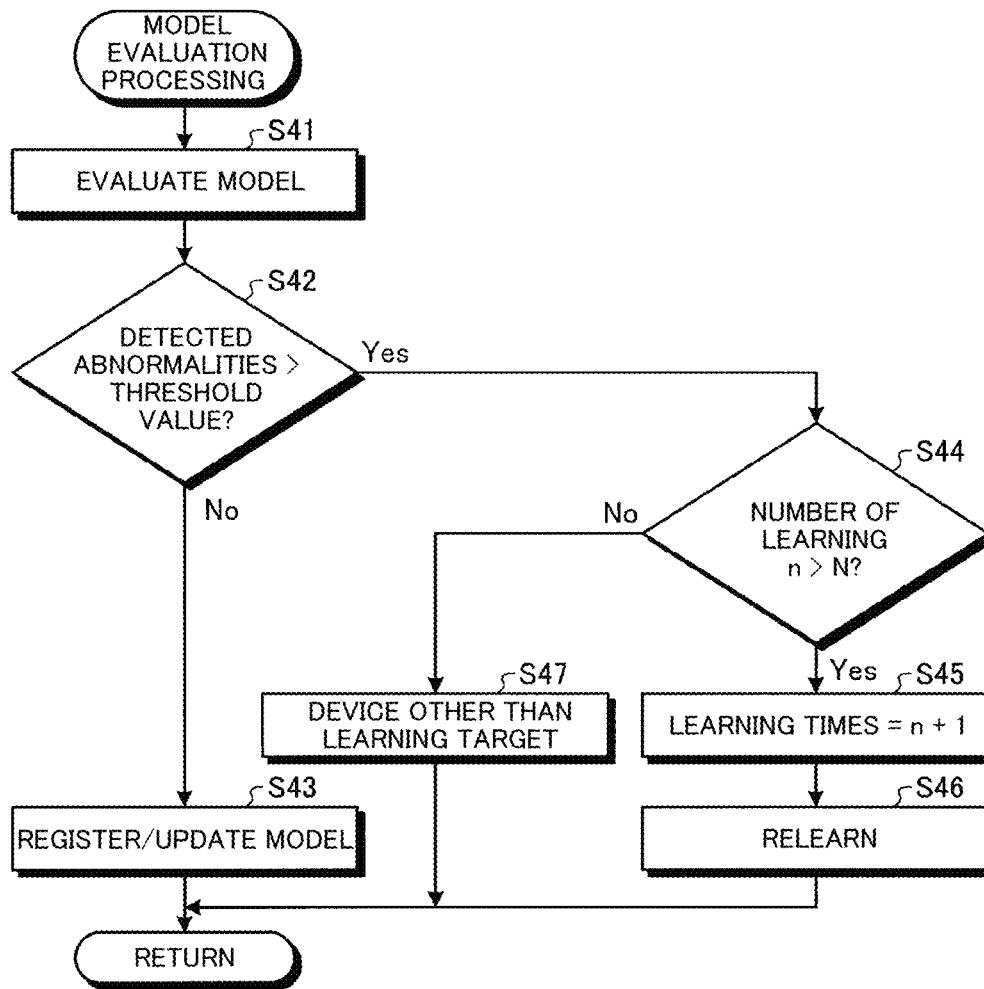 MODEL
EVALUATION
PROCESSING
S41
EVALUATE MODEL
S42
DETECTED
ABNORMALITIES >
THRESHOLD
VALUE?
Yes
No
S44
NUMBER OF
LEARNING
n > N?
No
Yes
S47
DEVICE OTHER THAN
LEARNING TARGET
S45
LEARNING TIMES = n + 1
S43
REGISTER/UPDATE MODEL
S46
RELEARN
RETURN